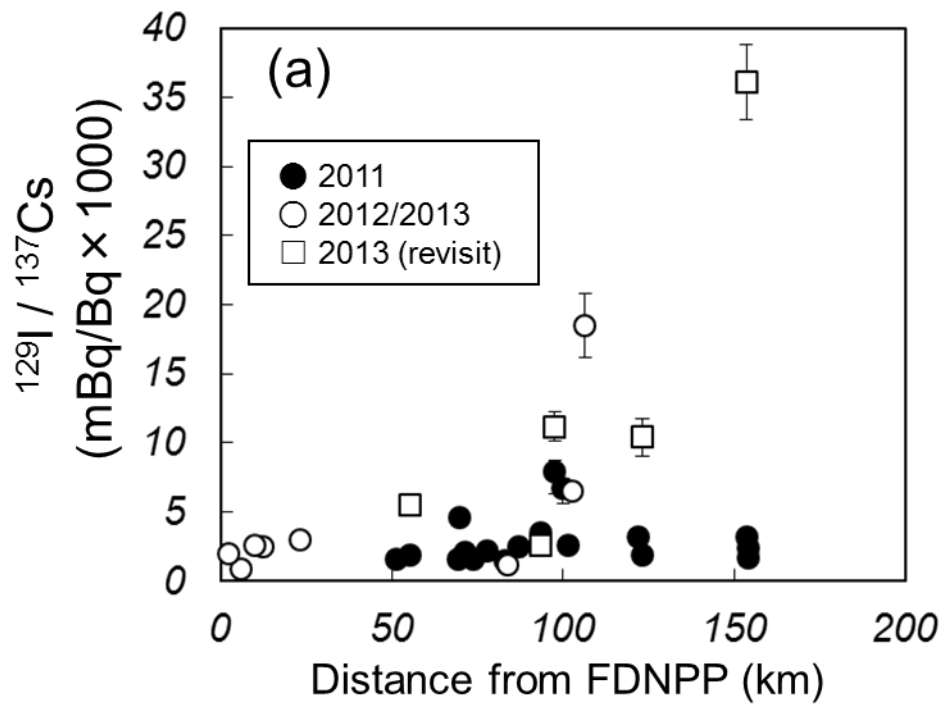 (a)
2011
2012/2013
2013 (revisit)
¹²⁹I / ¹³⁷Cs
(mBq/Bq × 1000)
40
35
30
25
20
15
10
5
0
0 50 100 150 200
Distance from FDNPP (km)